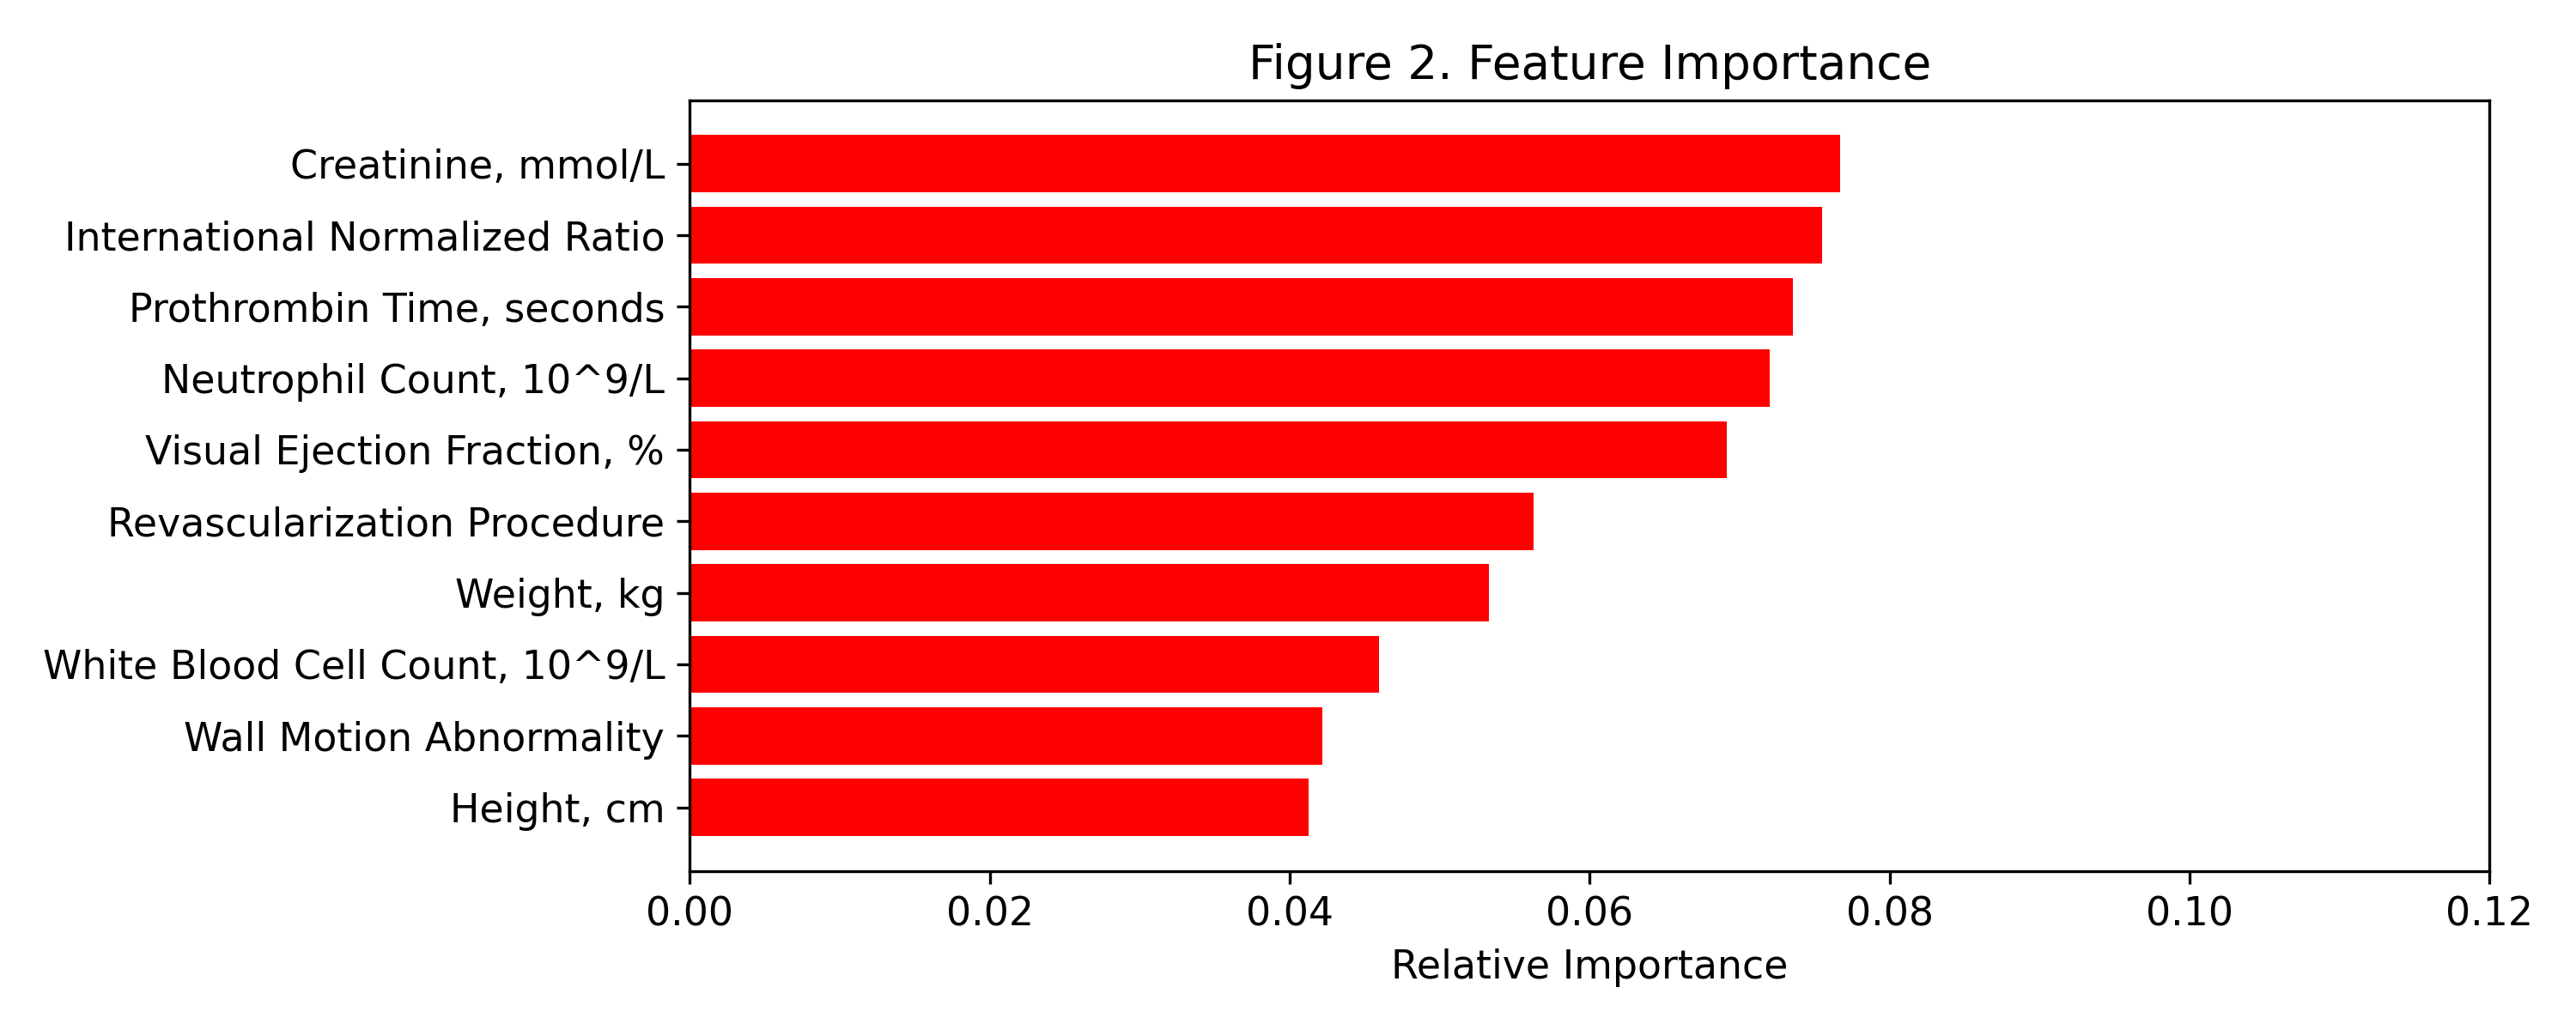 Figure 2. Feature Importance
Creatinine, mmol/L
International Normalized Ratio
Prothrombin Time, seconds
Neutrophil Count, 10^9/L
Visual Ejection Fraction, %
Revascularization Procedure
Weight, kg
White Blood Cell Count, 10^9/L
Wall Motion Abnormality
Height, cm
0.00 0.02 0.04 0.06 0.08 0.10 0.12
Relative Importance